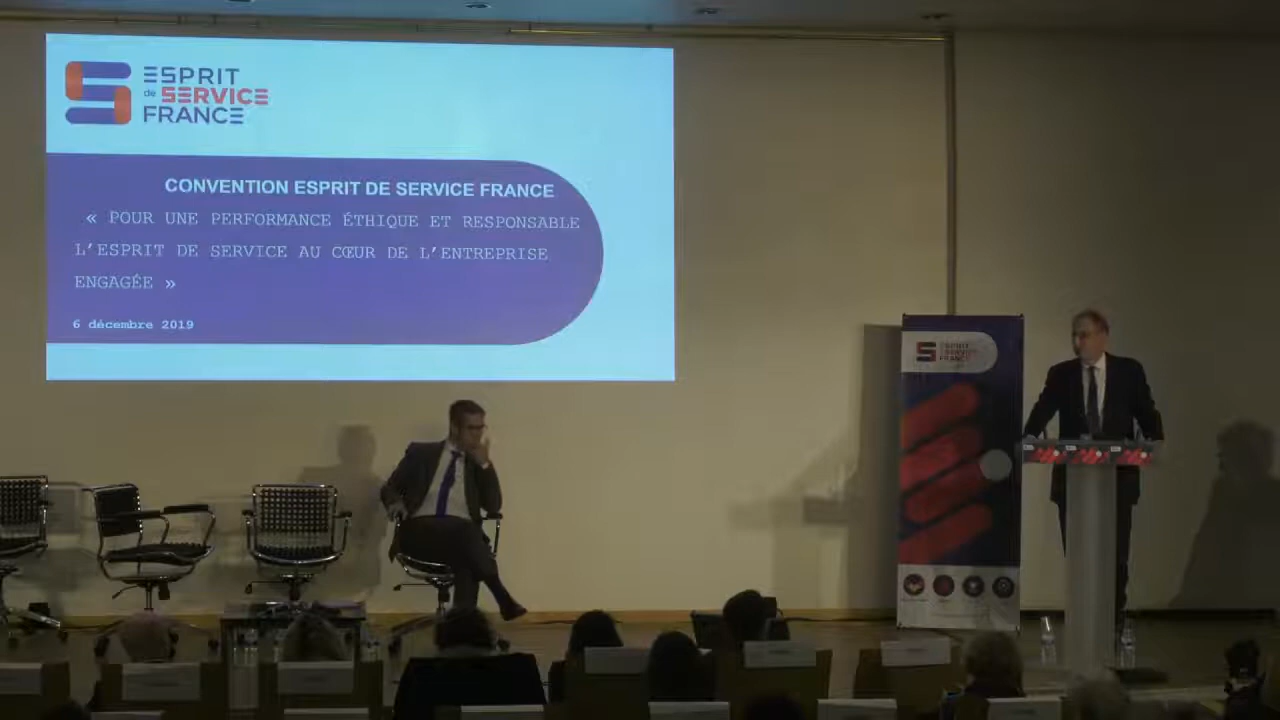 ESPRIT
de SERVICE
FRANCE
CONVENTION ESPRIT DE SERVICE FRANCE
« POUR UNE PERFORMANCE ÉTHIQUE ET RESPONSABLE
L’ESPRIT DE SERVICE AU CŒUR DE L’ENTREPRISE
ENGAGÉE »
6 décembre 2019
ESPRIT
SERVICE
FRANCE